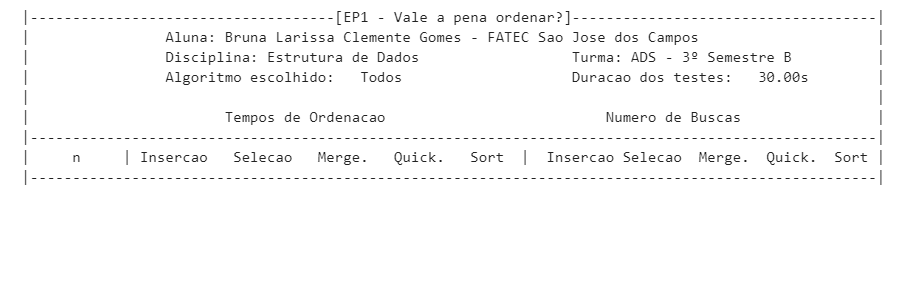 |------------------------------------[EP1 - Vale a pena ordenar?]------------------------------------|
| Aluna: Bruna Larissa Clemente Gomes - FATEC Sao Jose dos Campos |
| Disciplina: Estrutura de Dados Turma: ADS - 3º Semestre B |
| Algoritmo escolhido: Todos Duracao dos testes: 30.00s |
| |
| Tempos de Ordenacao Numero de Buscas |
|----------------------------------------------------------------------------------------------------|
| n | Insercao Selecao Merge. Quick. Sort | Insercao Selecao Merge. Quick. Sort |
|----------------------------------------------------------------------------------------------------|